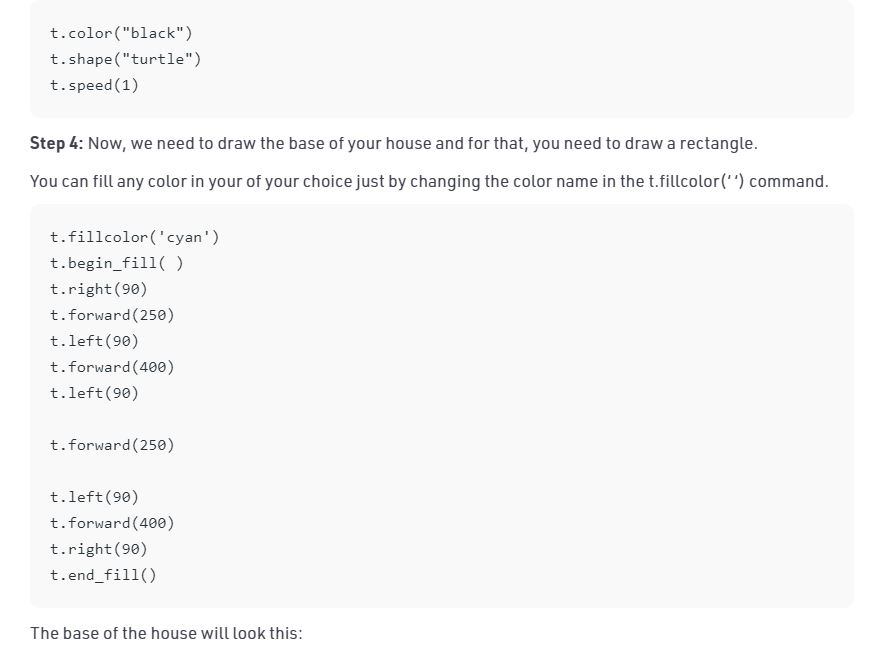 t.color("black")
t.shape("turtle")
t.speed(1)
Step 4: Now, we need to draw the base of your house and for that, you need to draw a rectangle.
You can fill any color in your of your choice just by changing the color name in the t.fillcolor(‘ ‘) command.
t.fillcolor('cyan')
t.begin_fill( )
t.right(90)
t.forward(250)
t.left(90)
t.forward(400)
t.left(90)
t.forward(250)
t.left(90)
t.forward(400)
t.right(90)
t.end_fill()
The base of the house will look this: